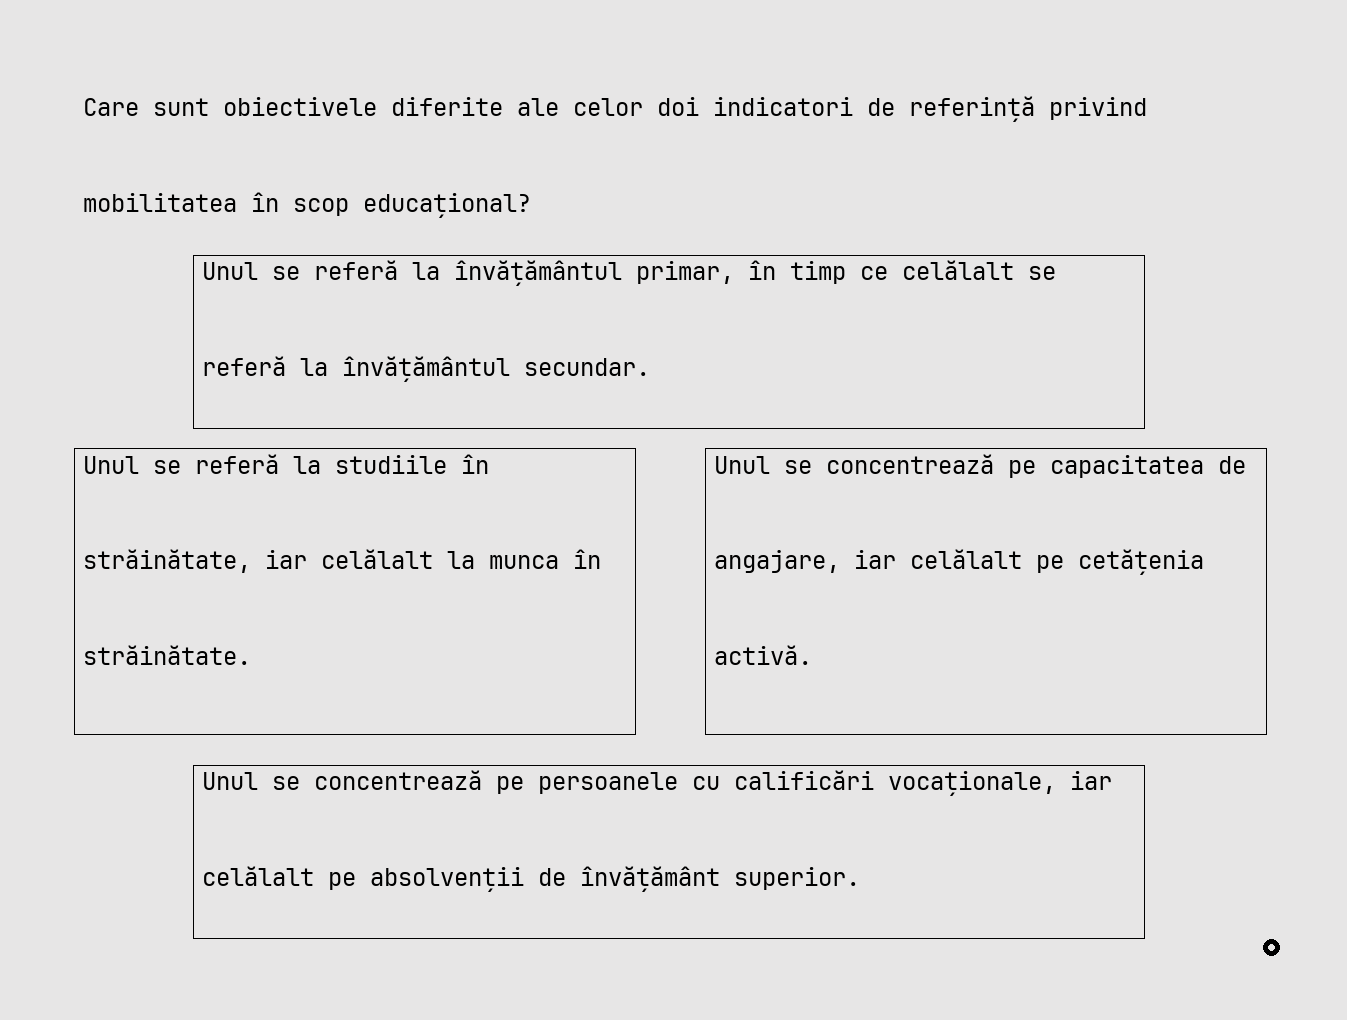 Care sunt obiectivele diferite ale celor doi indicatori de referință privind
mobilitatea în scop educațional?
Unul se referă la învățământul primar, în timp ce celălalt se
referă la învățământul secundar.
Unul se referă la studiile în
străinătate, iar celălalt la munca în
străinătate.
Unul se concentrează pe capacitatea de
angajare, iar celălalt pe cetățenia
activă.
Unul se concentrează pe persoanele cu calificări vocaționale, iar
celălalt pe absolvenții de învățământ superior.